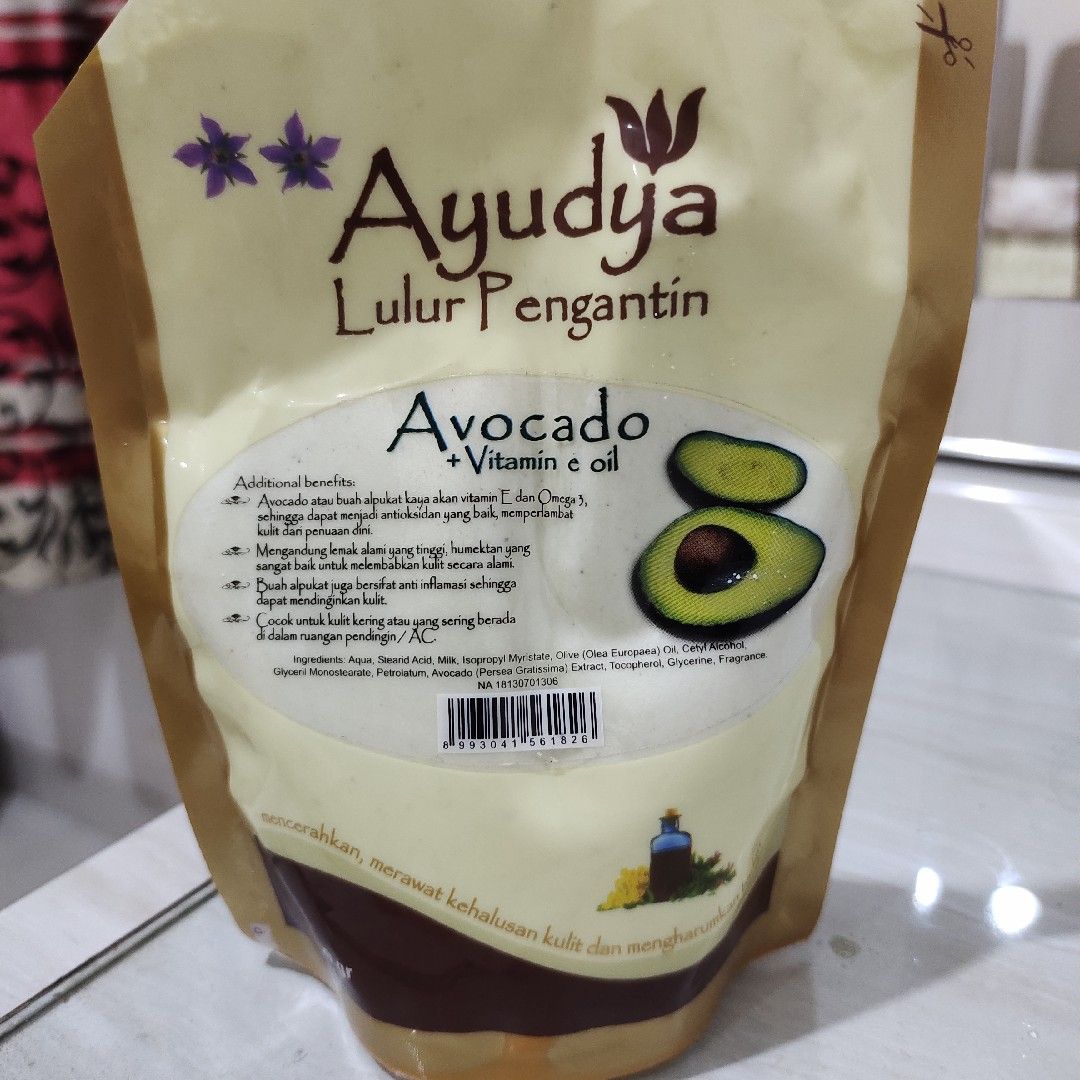 Ayudya
Lulur Pengantin
Avocado
+ Vitamin e oil
Additional benefits:
Avocado atau buah alpukat kaya akan vitamin E dan Omega 3,
sehingga dapat menjadi antioksidan yang baik, memperlambat
kulit dari penuaan dini.
Mengandung lemak alami yang tinggi, humektan yang
sangat baik untuk melembabkan kulit secara alami.
Buah alpukat juga bersifat anti inflamasi sehingga
dapat mendinginkan kulit.
Cocok untuk kulit kering atau yang sering berada
di dalam ruangan pendingin / AC.
Ingredients: Aqua, Stearid Acid, Milk, Isopropyl Myristate, Olive (Olea Europaea) Oil, Cetyl Alcohol,
Glyceril Monostearate, Petrolatum, Avocado (Persea Gratissima) Extract, Tocopherol, Glycerine, Fragrance.
NA 18130701306
8 993041 561826
mencerahkan, merawat kehalusan kulit dan mengharumkan